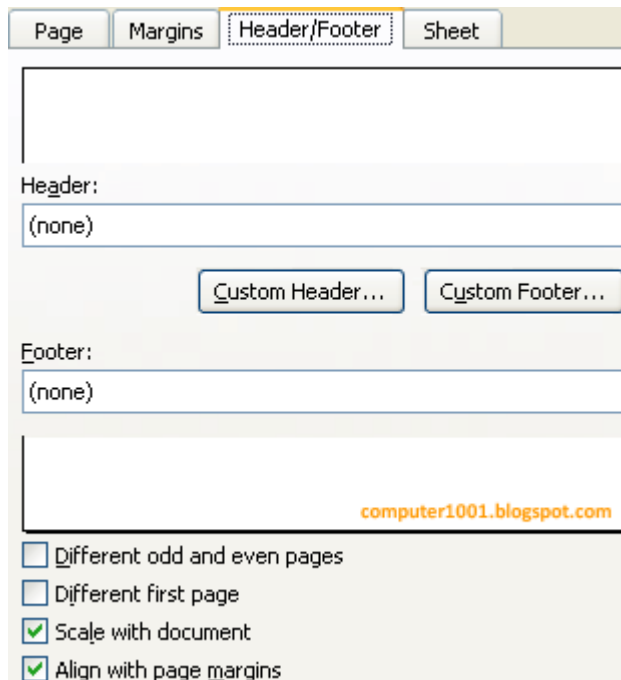 Page Margins Header/Footer Sheet
Header:
(none)
Custom Header... Custom Footer...
Footer:
(none)
computer1001.blogspot.com
Different odd and even pages
Different first page
Scale with document
Align with page margins